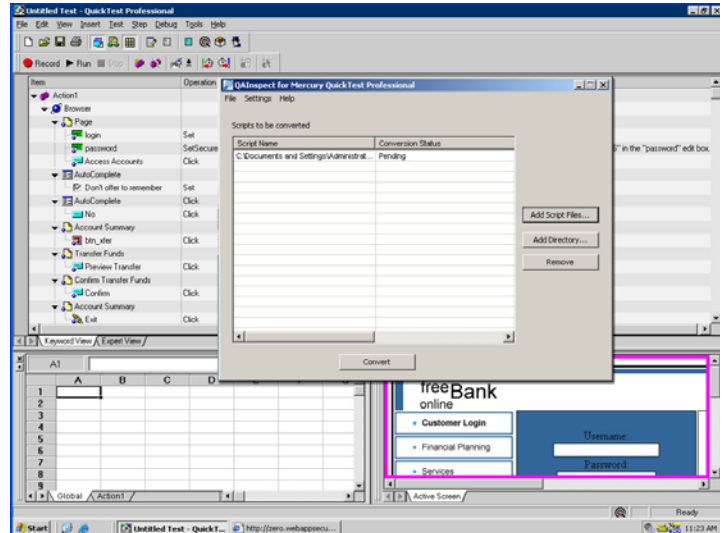 Untitled Test - QuickTest Professional
File Edit View Insert Test Step Debug Tools Help
Record Run Stop
Item Operation
Action1
Browser
Page
login Set
password SetSecure
6" in the "password" edit box.
Access Accounts Click
AutoComplete
Don't offer to remember Set
AutoComplete Click
No Click
Account Summary
btn_xfer Click
Transfer Funds
Preview Transfer Click
Confirm Transfer Funds
Confirm Click
Account Summary
Exit Click
Keyword View Expert View
QAInspect for Mercury QuickTest Professional
File Settings Help
Scripts to be converted
Script Name Conversion Status
C:\Documents and Settings\Administrat... Pending
Add Script Files...
Add Directory...
Remove
Convert
A1
A B C D
1
2
3
4
5
6
7
8
9
Global Action1
free Bank
online
Customer Login
Financial Planning
Services
Username:
Password:
Active Screen
Ready
Start
Untitled Test - QuickT...
http://zero.webappsecu...
11:23 AM